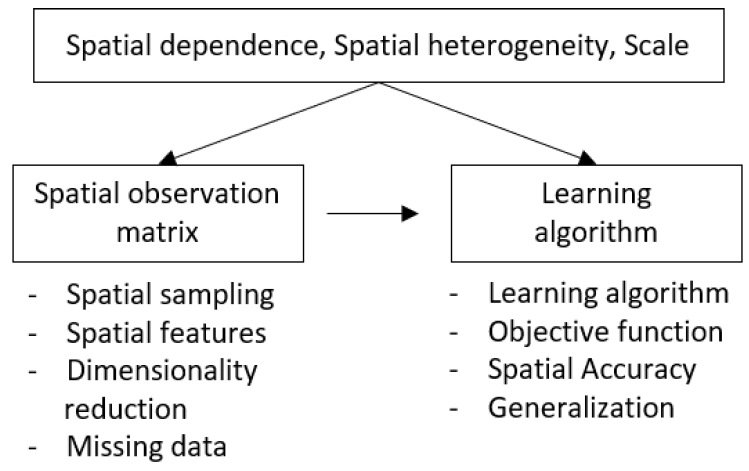 Spatial dependence, Spatial heterogeneity, Scale
Spatial observation
matrix
- Spatial sampling
- Spatial features
- Dimensionality
reduction
- Missing data
Learning
algorithm
- Learning algorithm
- Objective function
- Spatial Accuracy
- Generalization